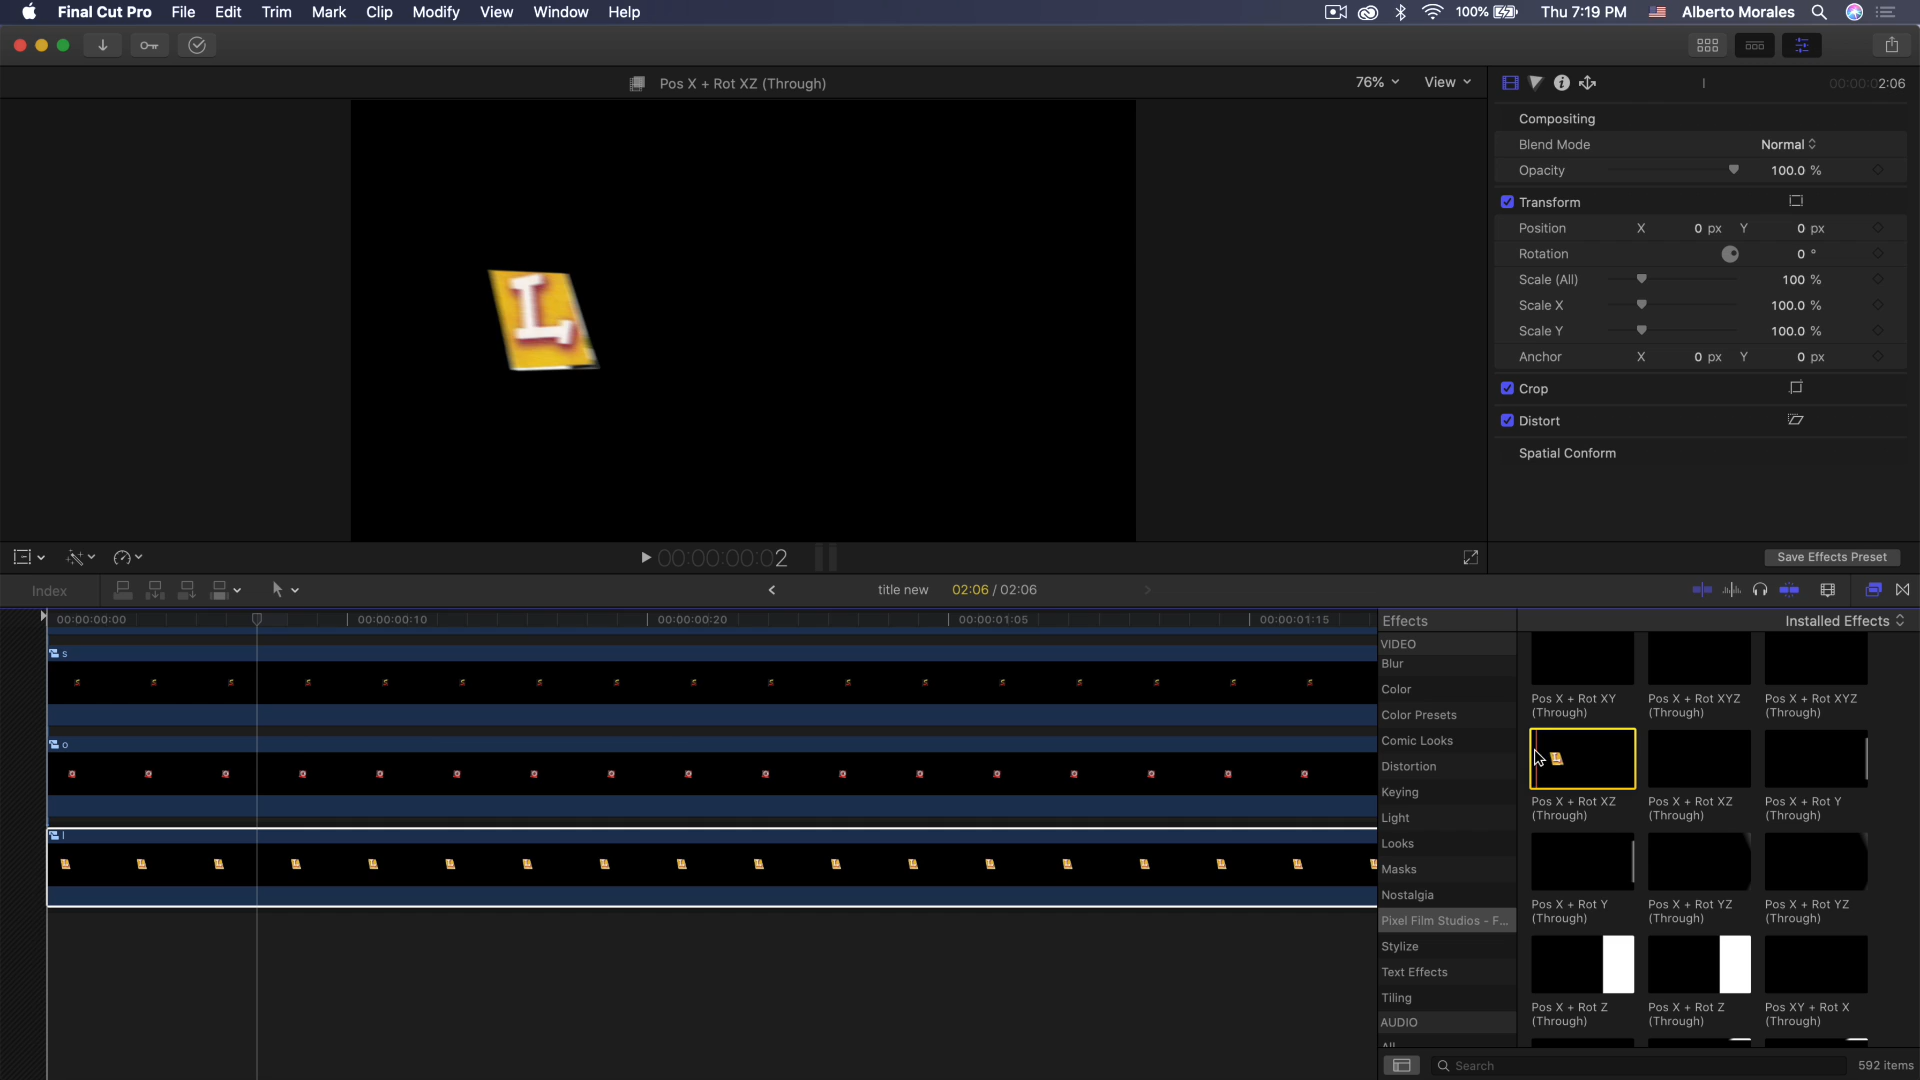 Final Cut Pro File Edit Trim Mark Clip Modify View Window Help 100% Thu 7:19 PM Alberto Morales
Pos X + Rot XZ (Through) 76% View 00:00:02:06
L
Compositing
Blend Mode Normal
Opacity 100.0 %
Transform
Position X 0 px Y 0 px
Rotation 0 °
Scale (All) 100 %
Scale X 100.0 %
Scale Y 100.0 %
Anchor X 0 px Y 0 px
Crop
Distort
Spatial Conform
00:00:00:02 Save Effects Preset
Index title new 02:06 / 02:06
00:00:00:00 00:00:00:10 00:00:00:20 00:00:01:05 00:00:01:15
s
o
l
Effects Installed Effects
VIDEO
Blur
Color
Color Presets
Comic Looks
Distortion
Keying
Light
Looks
Masks
Nostalgia
Pixel Film Studios - F...
Stylize
Text Effects
Tiling
AUDIO
All
Pos X + Rot XY (Through)
Pos X + Rot XYZ (Through)
Pos X + Rot XYZ (Through)
Pos X + Rot XZ (Through)
Pos X + Rot XZ (Through)
Pos X + Rot Y (Through)
Pos X + Rot Y (Through)
Pos X + Rot YZ (Through)
Pos X + Rot YZ (Through)
Pos X + Rot Z (Through)
Pos X + Rot Z (Through)
Pos XY + Rot X (Through)
Search 592 items